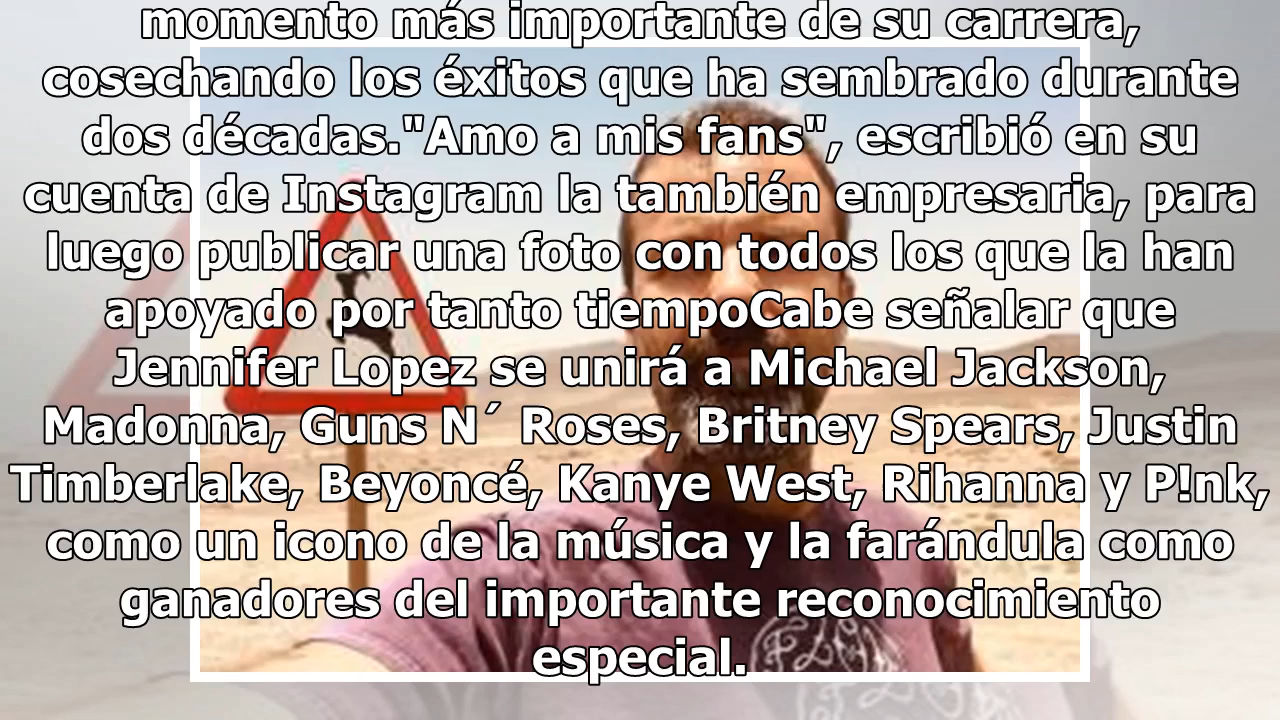 momento más importante de su carrera,
cosechando los éxitos que ha sembrado durante
dos décadas."Amo a mis fans", escribió en su
cuenta de Instagram la también empresaria, para
luego publicar una foto con todos los que la han
apoyado por tanto tiempoCabe señalar que
Jennifer Lopez se unirá a Michael Jackson,
Madonna, Guns N´ Roses, Britney Spears, Justin
Timberlake, Beyoncé, Kanye West, Rihanna y P!nk,
como un icono de la música y la farándula como
ganadores del importante reconocimiento
especial.